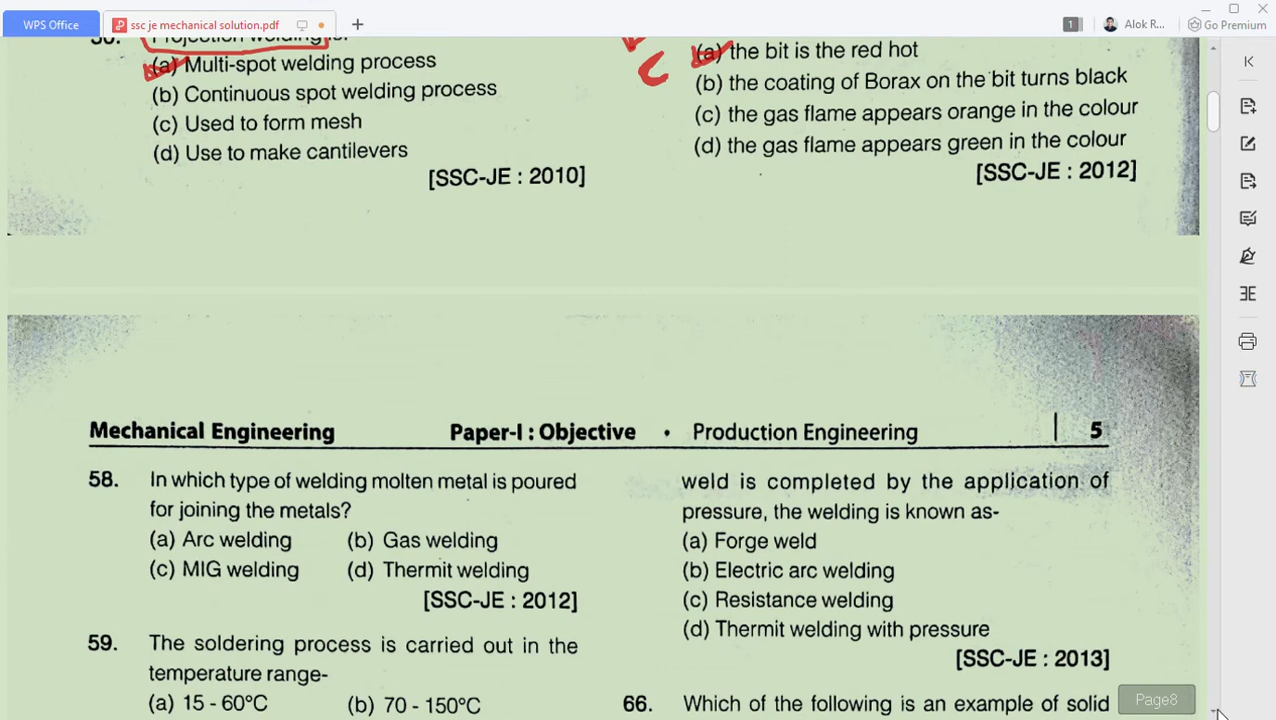 WPS Office
ssc je mechanical solution.pdf
1
Alok R...
Go Premium
(a) Multi-spot welding process
(b) Continuous spot welding process
(c) Used to form mesh
(d) Use to make cantilevers
[SSC-JE : 2010]
C
(a) the bit is the red hot
(b) the coating of Borax on the bit turns black
(c) the gas flame appears orange in the colour
(d) the gas flame appears green in the colour
[SSC-JE : 2012]
Mechanical Engineering Paper-I : Objective • Production Engineering 5
58. In which type of welding molten metal is poured
for joining the metals?
(a) Arc welding (b) Gas welding
(c) MIG welding (d) Thermit welding
[SSC-JE : 2012]
59. The soldering process is carried out in the
temperature range-
(a) 15 - 60°C (b) 70 - 150°C
weld is completed by the application of
pressure, the welding is known as-
(a) Forge weld
(b) Electric arc welding
(c) Resistance welding
(d) Thermit welding with pressure
[SSC-JE : 2013]
66. Which of the following is an example of solid
Page8